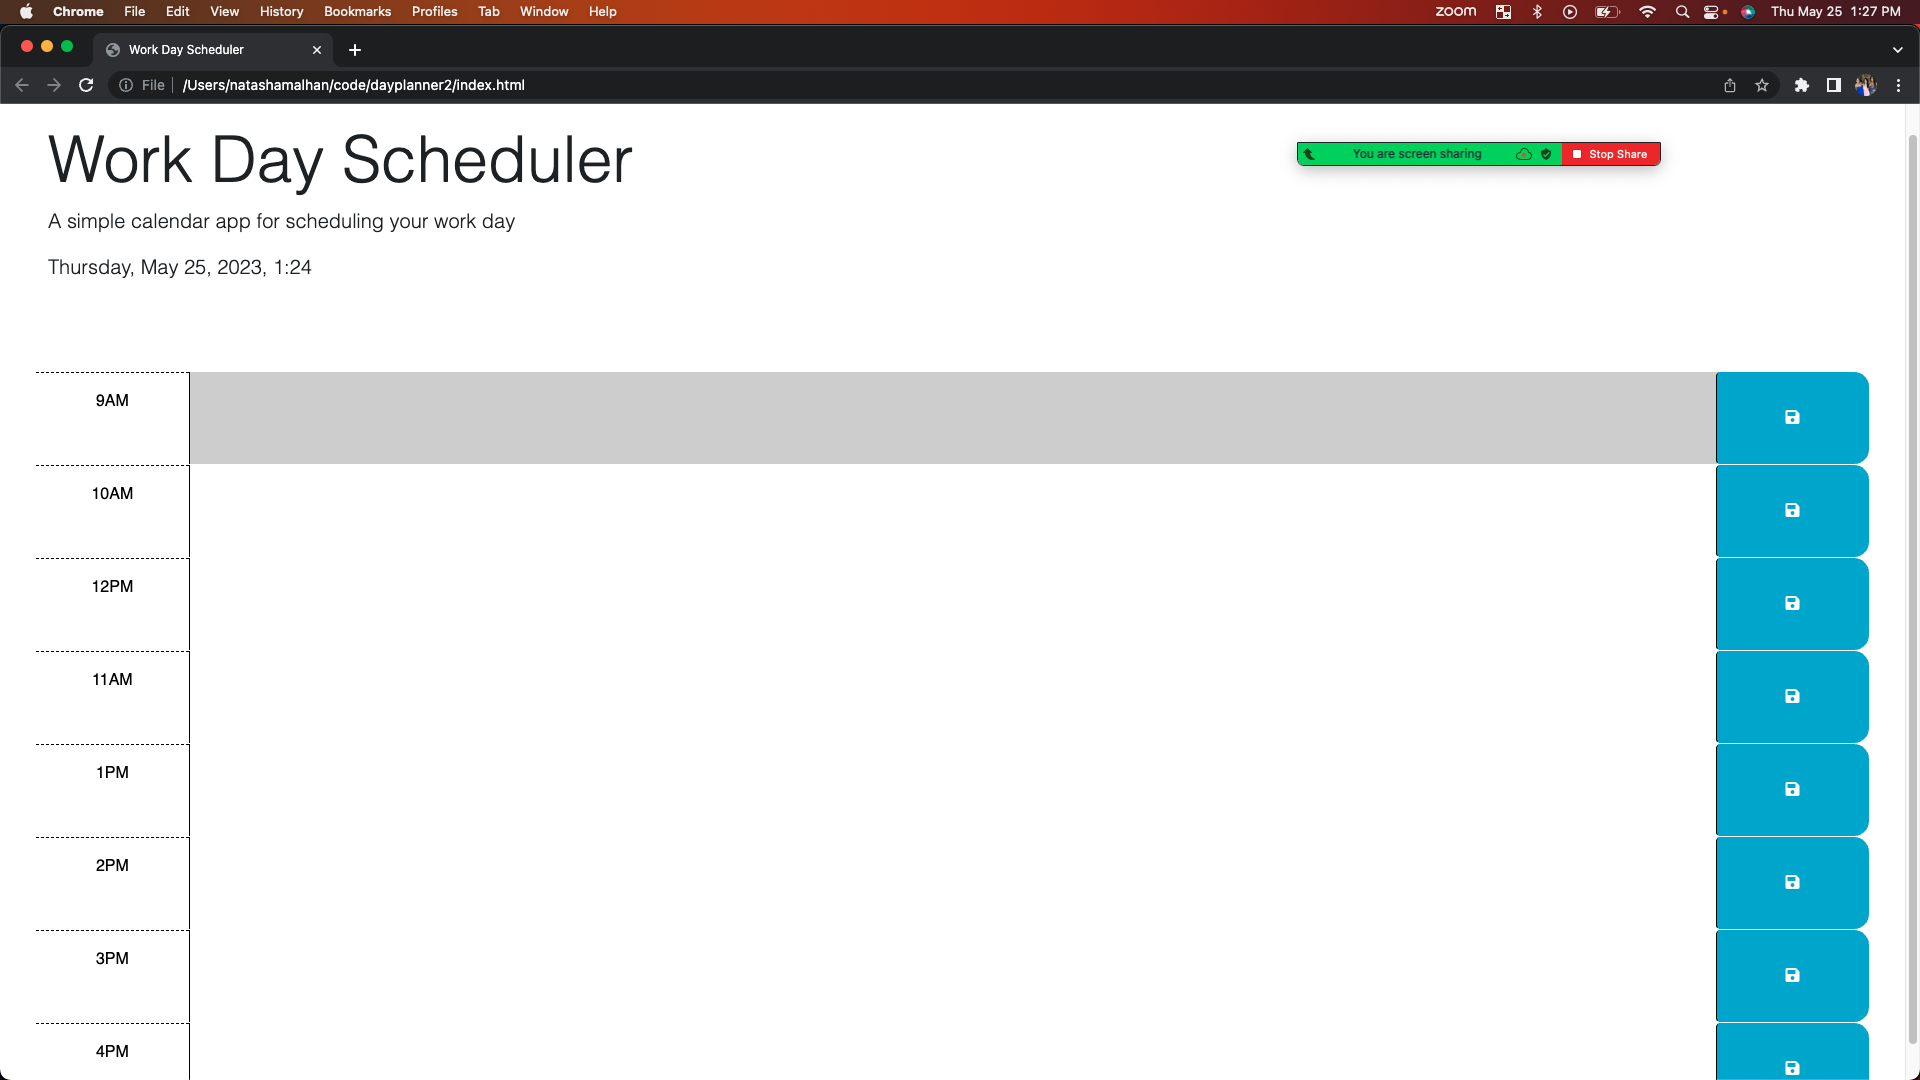 Chrome File Edit View History Bookmarks Profiles Tab Window Help zoom Thu May 25 1:27 PM
Work Day Scheduler
File /Users/natashamalhan/code/dayplanner2/index.html
Work Day Scheduler
You are screen sharing Stop Share
A simple calendar app for scheduling your work day
Thursday, May 25, 2023, 1:24
9AM
10AM
12PM
11AM
1PM
2PM
3PM
4PM